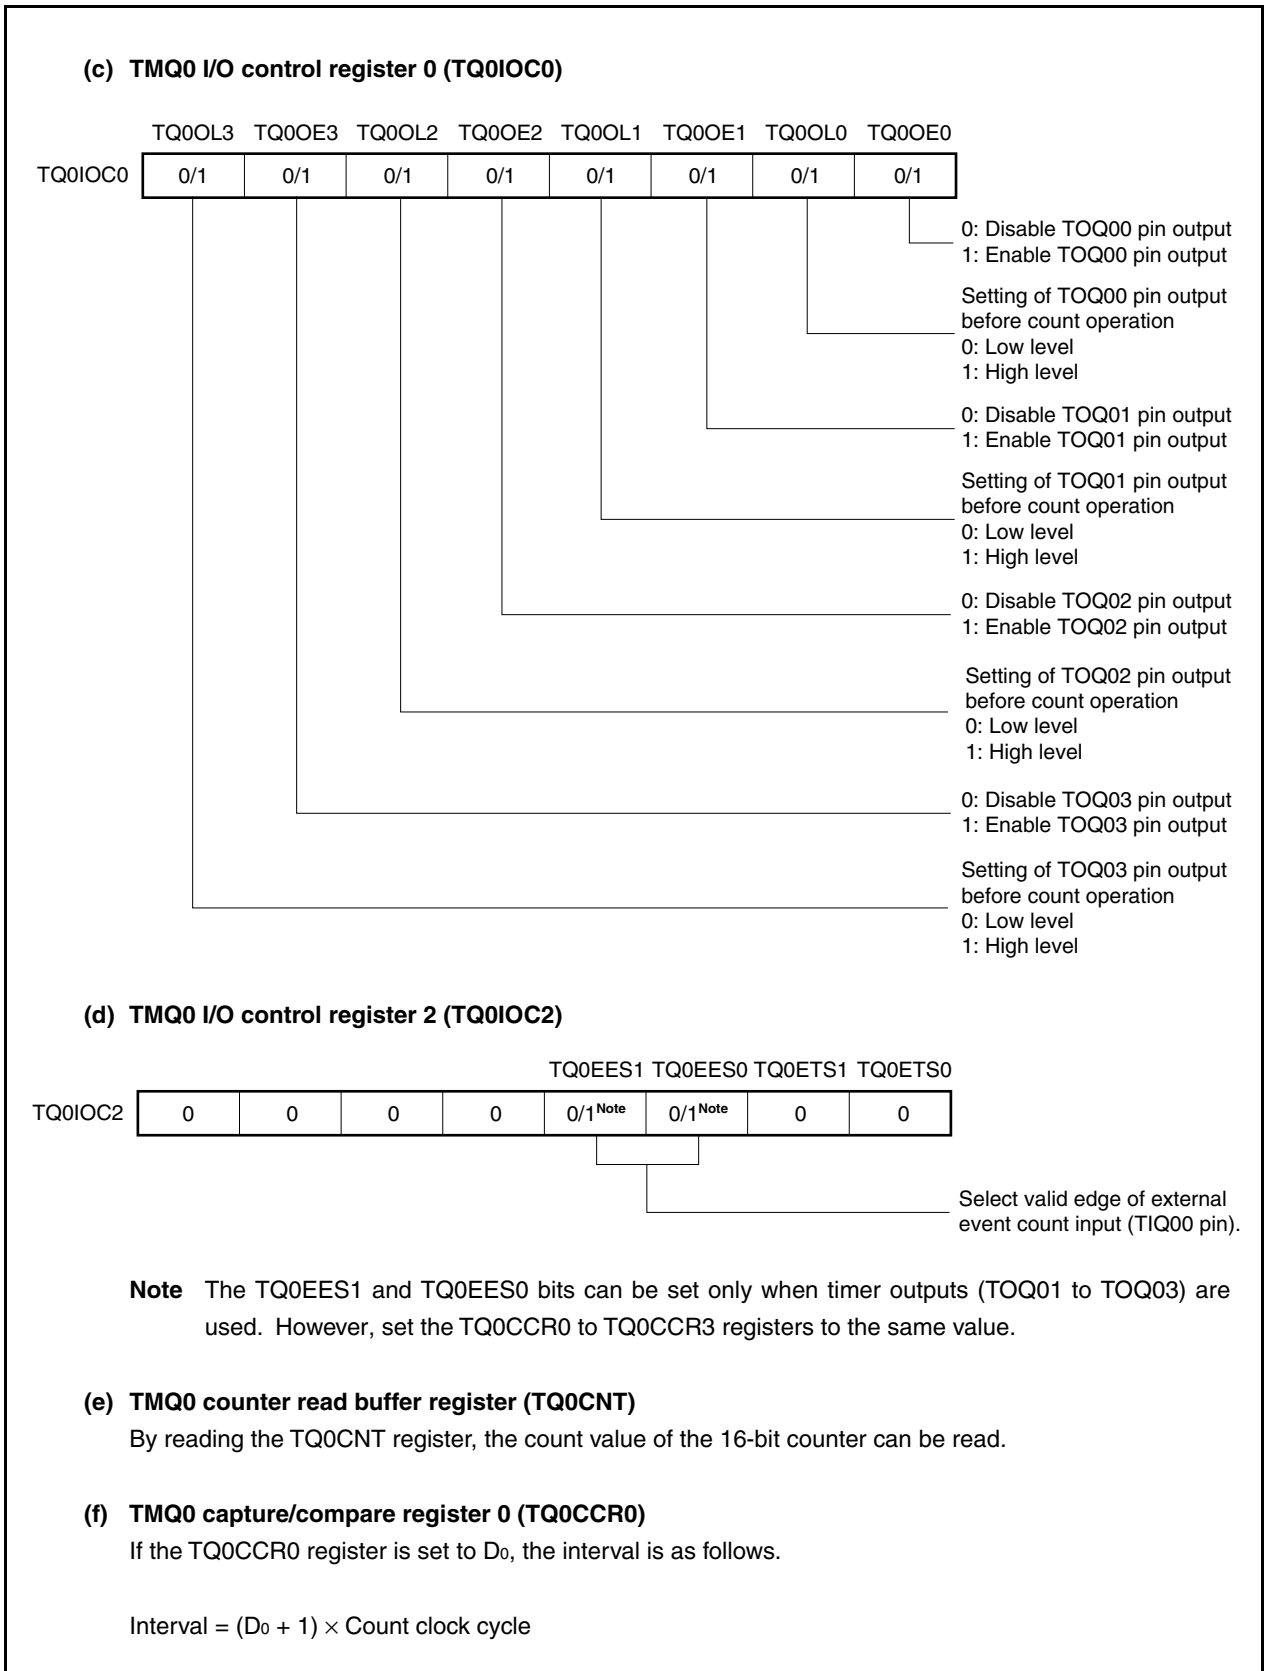 (c) TMQ0 I/O control register 0 (TQ0IOC0)
TQ0OL3 TQ0OE3 TQ0OL2 TQ0OE2 TQ0OL1 TQ0OE1 TQ0OL0 TQ0OE0
TQ0IOC0 0/1 0/1 0/1 0/1 0/1 0/1 0/1 0/1
0: Disable TOQ00 pin output
1: Enable TOQ00 pin output
Setting of TOQ00 pin output
before count operation
0: Low level
1: High level
0: Disable TOQ01 pin output
1: Enable TOQ01 pin output
Setting of TOQ01 pin output
before count operation
0: Low level
1: High level
0: Disable TOQ02 pin output
1: Enable TOQ02 pin output
Setting of TOQ02 pin output
before count operation
0: Low level
1: High level
0: Disable TOQ03 pin output
1: Enable TOQ03 pin output
Setting of TOQ03 pin output
before count operation
0: Low level
1: High level
(d) TMQ0 I/O control register 2 (TQ0IOC2)
TQ0EES1 TQ0EES0 TQ0ETS1 TQ0ETS0
TQ0IOC2 0 0 0 0 0/1Note 0/1Note 0 0
Select valid edge of external
event count input (TIQ00 pin).
Note The TQ0EES1 and TQ0EES0 bits can be set only when timer outputs (TOQ01 to TOQ03) are
used. However, set the TQ0CCR0 to TQ0CCR3 registers to the same value.
(e) TMQ0 counter read buffer register (TQ0CNT)
By reading the TQ0CNT register, the count value of the 16-bit counter can be read.
(f) TMQ0 capture/compare register 0 (TQ0CCR0)
If the TQ0CCR0 register is set to D0, the interval is as follows.
Interval = (D0 + 1) × Count clock cycle